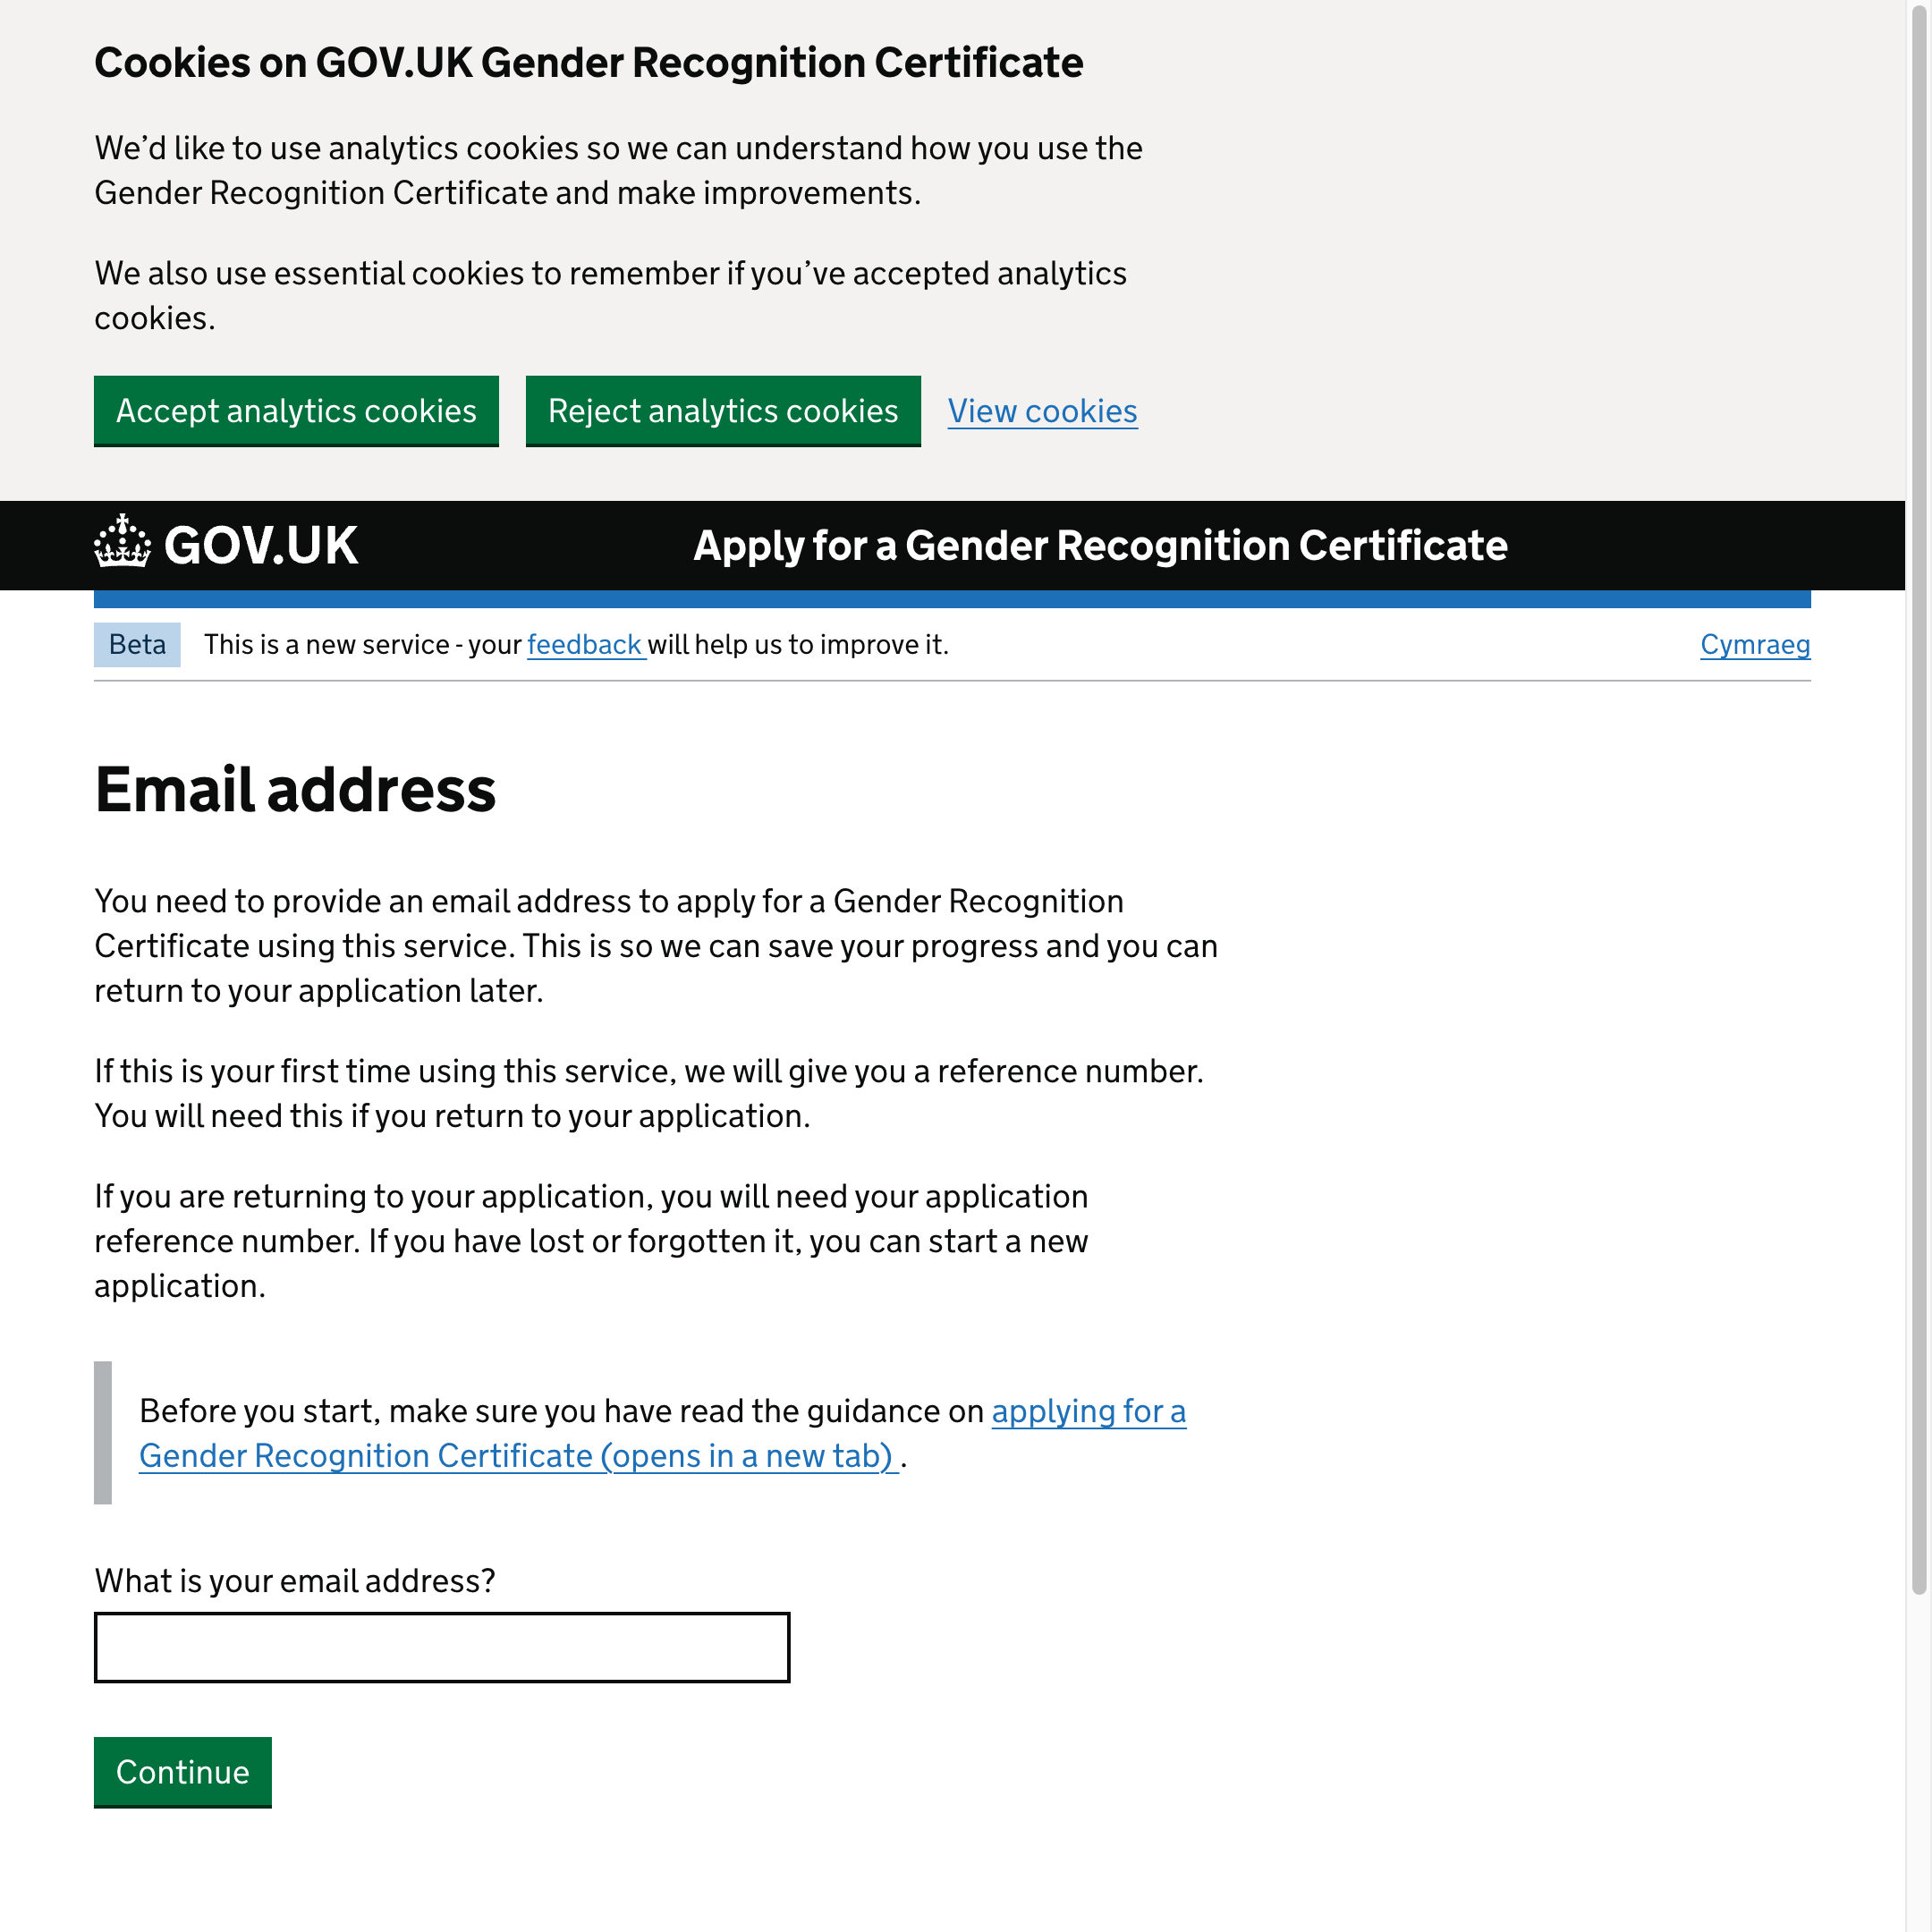 Cookies on GOV.UK Gender Recognition Certificate
We’d like to use analytics cookies so we can understand how you use the
Gender Recognition Certificate and make improvements.
We also use essential cookies to remember if you’ve accepted analytics
cookies.
Accept analytics cookies Reject analytics cookies View cookies
GOV.UK Apply for a Gender Recognition Certificate
Beta This is a new service - your feedback will help us to improve it. Cymraeg
Email address
You need to provide an email address to apply for a Gender Recognition
Certificate using this service. This is so we can save your progress and you can
return to your application later.
If this is your first time using this service, we will give you a reference number.
You will need this if you return to your application.
If you are returning to your application, you will need your application
reference number. If you have lost or forgotten it, you can start a new
application.
Before you start, make sure you have read the guidance on applying for a
Gender Recognition Certificate (opens in a new tab) .
What is your email address?
Continue